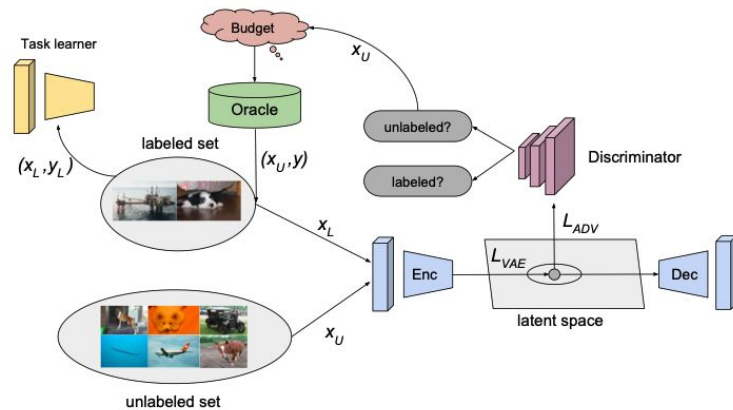 Budget
Task learner
x_U
Oracle
unlabeled?
labeled set
(x_L, y_L)
(x_U, y)
labeled?
Discriminator
x_L
L_ADV
L_VAE
Enc
Dec
latent space
x_U
unlabeled set